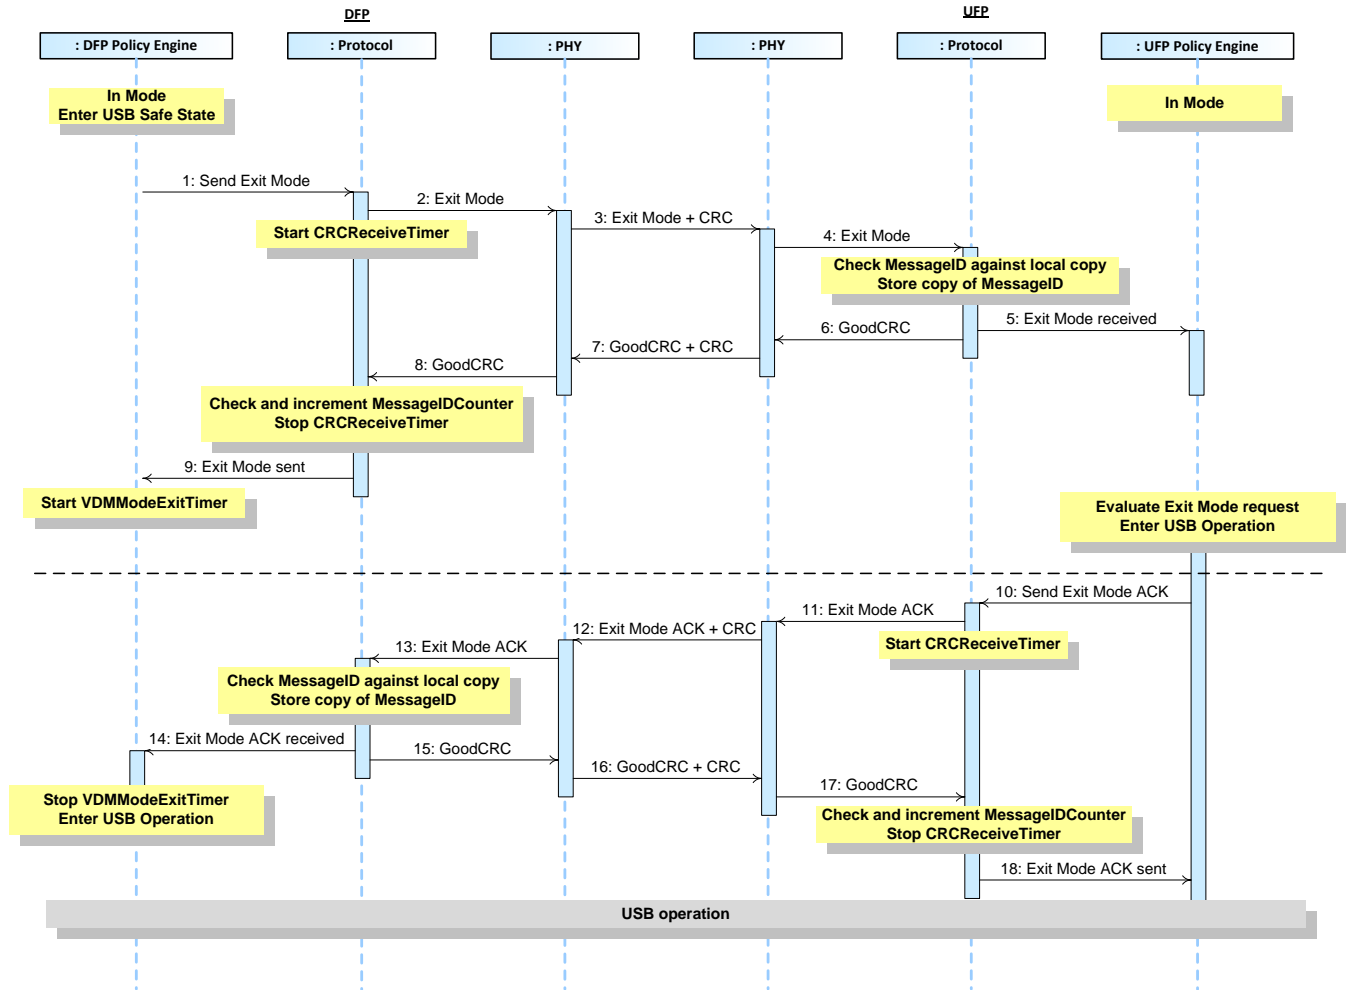 DFP
UFP
: DFP Policy Engine
: Protocol
: PHY
: PHY
: Protocol
: UFP Policy Engine
In Mode
Enter USB Safe State
In Mode
1: Send Exit Mode
2: Exit Mode
3: Exit Mode + CRC
Start CRCReceiveTimer
4: Exit Mode
Check MessageID against local copy
Store copy of MessageID
5: Exit Mode received
6: GoodCRC
7: GoodCRC + CRC
8: GoodCRC
Check and increment MessageIDCounter
Stop CRCReceiveTimer
9: Exit Mode sent
Start VDMModeExitTimer
Evaluate Exit Mode request
Enter USB Operation
10: Send Exit Mode ACK
11: Exit Mode ACK
12: Exit Mode ACK + CRC
Start CRCReceiveTimer
13: Exit Mode ACK
Check MessageID against local copy
Store copy of MessageID
14: Exit Mode ACK received
15: GoodCRC
16: GoodCRC + CRC
17: GoodCRC
Stop VDMModeExitTimer
Enter USB Operation
Check and increment MessageIDCounter
Stop CRCReceiveTimer
18: Exit Mode ACK sent
USB operation